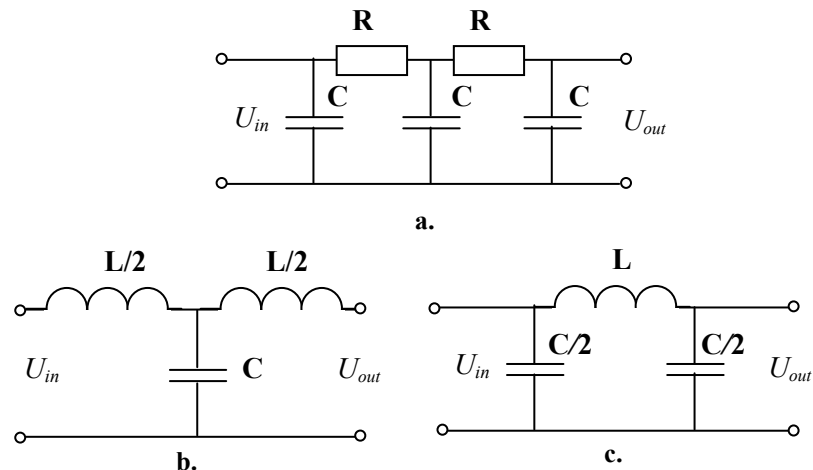 R R
C C C
U_in U_out
a.
L/2 L/2
U_in C U_out
b.
L
C/2 C/2
U_in U_out
c.